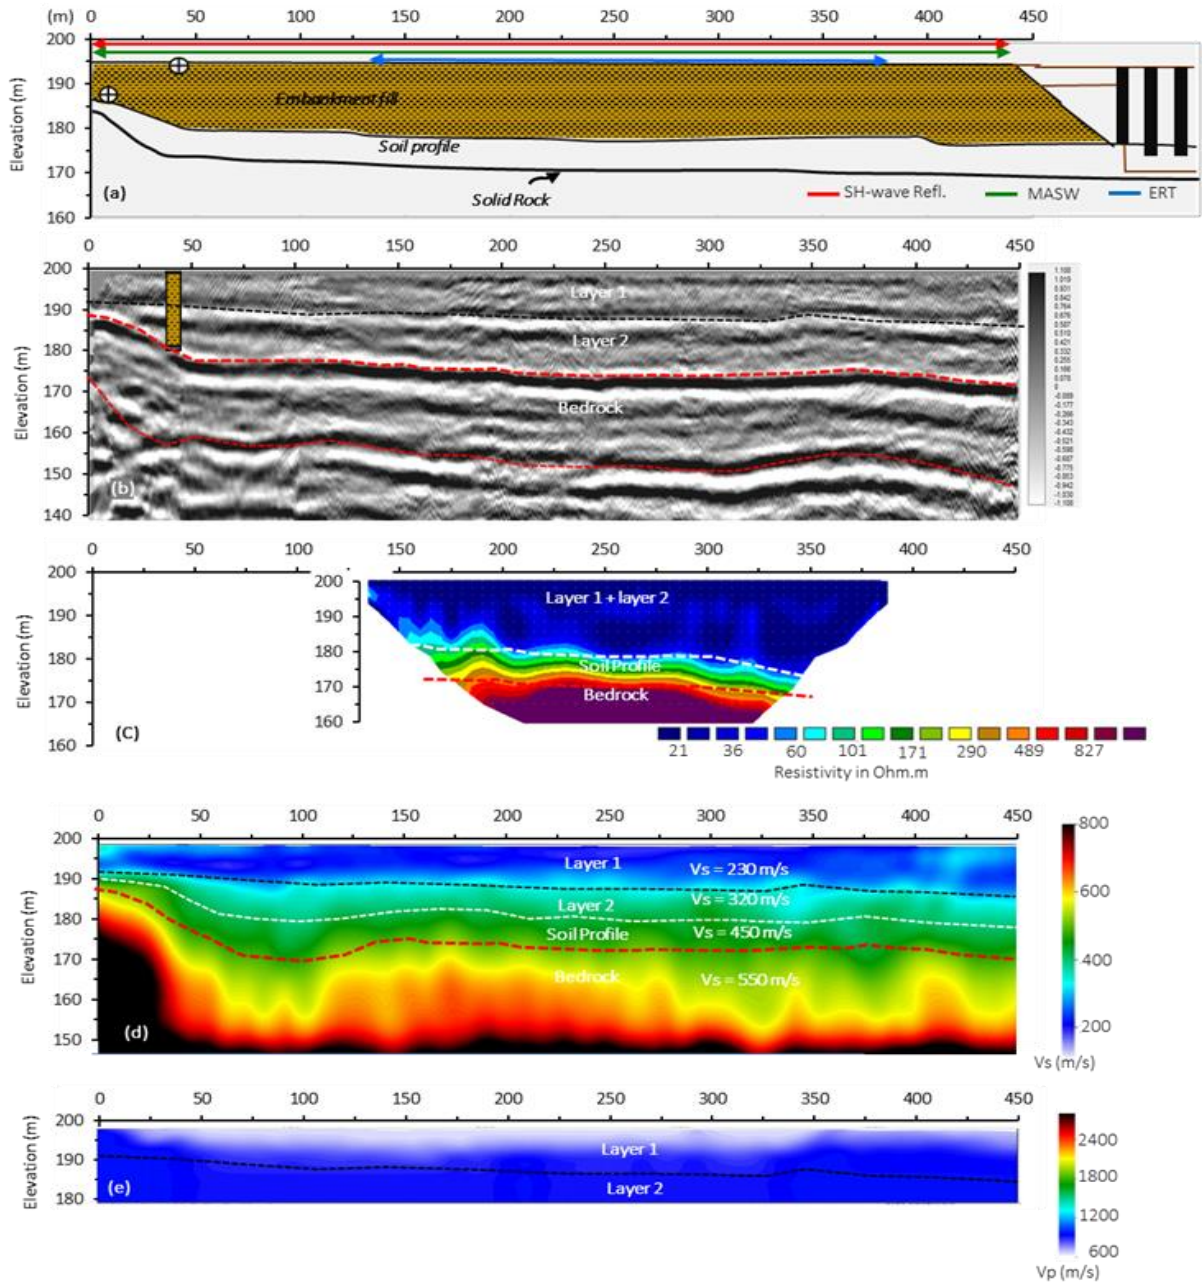 (m) 0 50 100 150 200 250 300 350 400 450
200
190
180
170
160
Elevation (m)
Embankment fill
Soil profile
Solid Rock
(a)
SH-wave Refl. MASW ERT
0 50 100 150 200 250 300 350 400 450
200
190
180
170
160
150
140
Elevation (m)
Layer 1
Layer 2
Bedrock
(b)
0 50 100 150 200 250 300 350 400 450
200
190
180
170
160
Elevation (m)
200
190
180
170
160
Layer 1 + layer 2
Soil Profile
Bedrock
(C)
21 36 60 101 171 290 489 827
Resistivity in Ohm.m
0 50 100 150 200 250 300 350 400 450
200
190
180
170
160
150
Elevation (m)
Layer 1 Vs = 230 m/s
Layer 2 Vs = 320 m/s
Soil Profile Vs = 450 m/s
Bedrock Vs = 550 m/s
(d)
800
600
400
200
Vs (m/s)
0 50 100 150 200 250 300 350 400 450
200
190
180
Elevation (m)
Layer 1
Layer 2
(e)
2400
1800
1200
600
Vp (m/s)